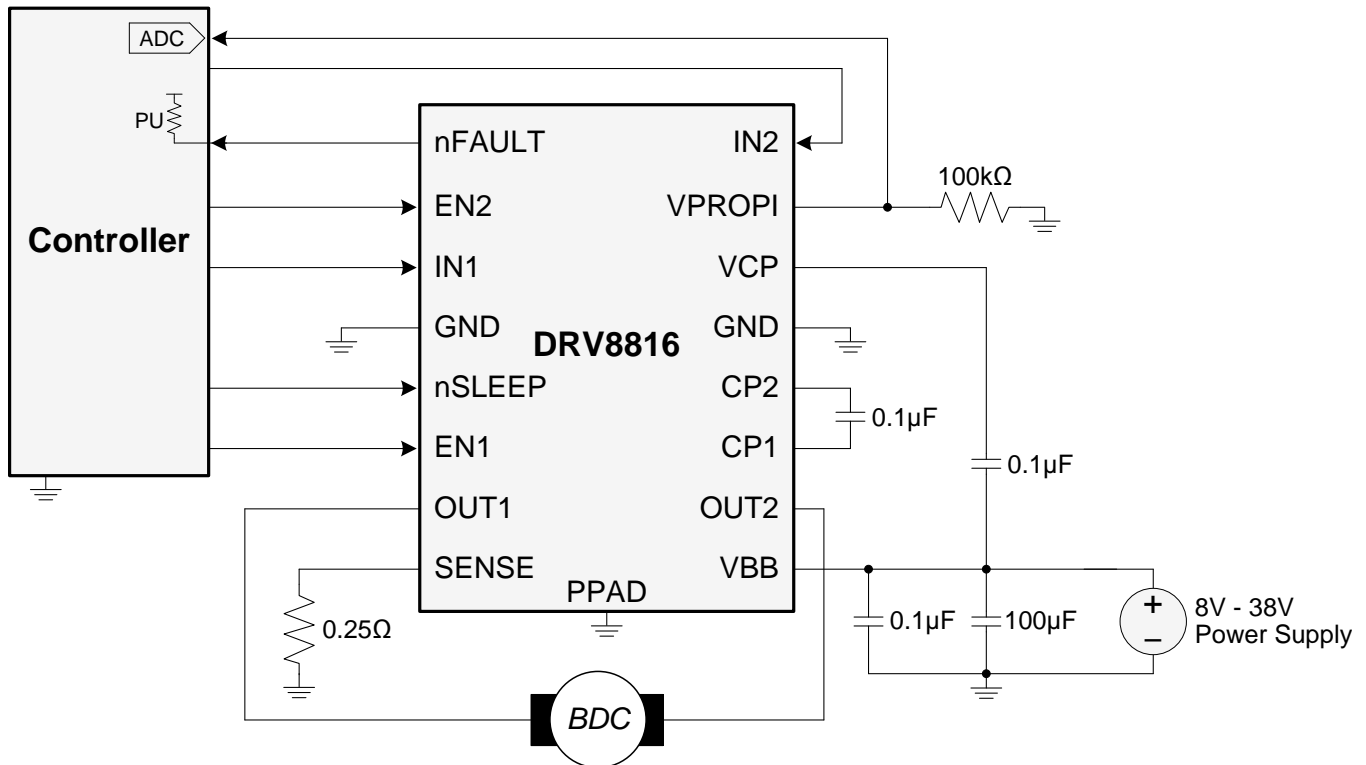 ADC
PU
Controller
nFAULT
EN2
IN1
GND
nSLEEP
EN1
OUT1
SENSE
DRV8816
PPAD
IN2
VPROPI
VCP
GND
CP2
CP1
OUT2
VBB
100kΩ
0.1µF
0.1µF
0.1µF
100µF
+
–
8V - 38V
Power Supply
0.25Ω
BDC